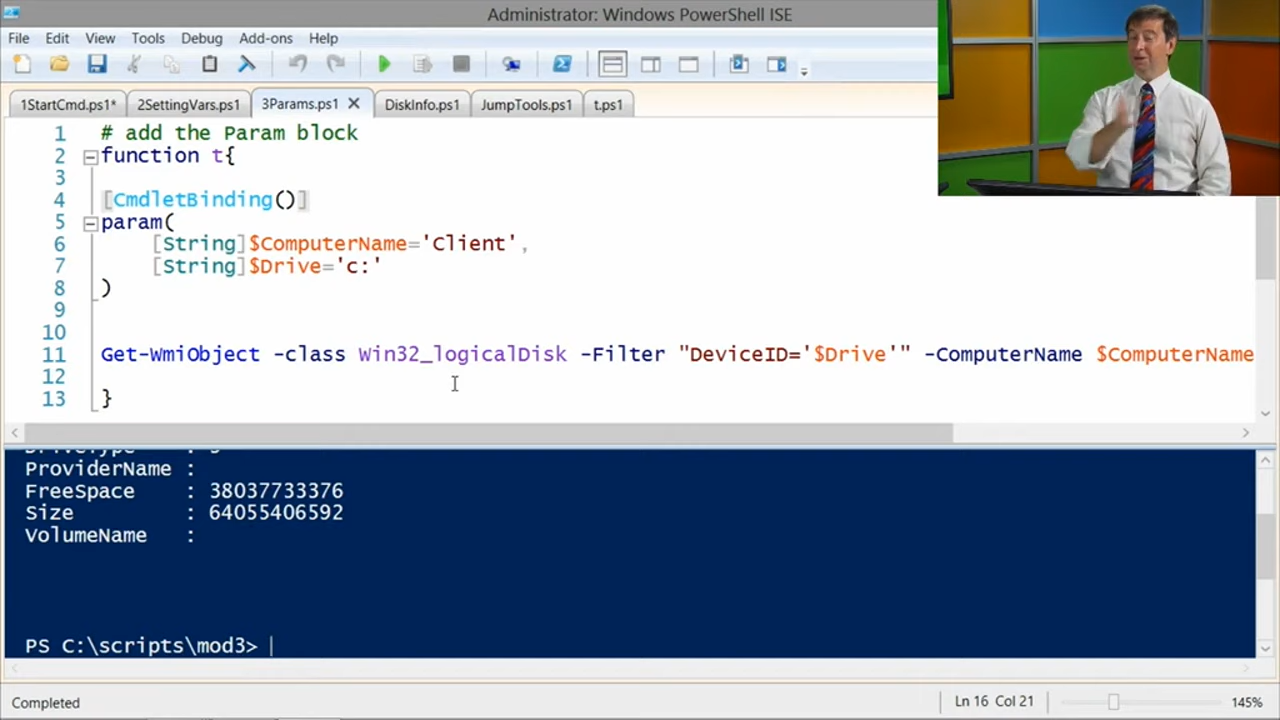 Administrator: Windows PowerShell ISE
File Edit View Tools Debug Add-ons Help
1StartCmd.ps1* 2SettingVars.ps1 3Params.ps1 DiskInfo.ps1 JumpTools.ps1 t.ps1
1 # add the Param block
2 function t{
3
4 [CmdletBinding()]
5 param(
6 [String]$ComputerName='Client',
7 [String]$Drive='c:'
8 )
9
10
11 Get-WmiObject -class Win32_logicalDisk -Filter "DeviceID='$Drive'" -ComputerName $ComputerName
12
13 }
ProviderName :
FreeSpace : 38037733376
Size : 64055406592
VolumeName :
PS C:\scripts\mod3>
Completed Ln 16 Col 21 145%